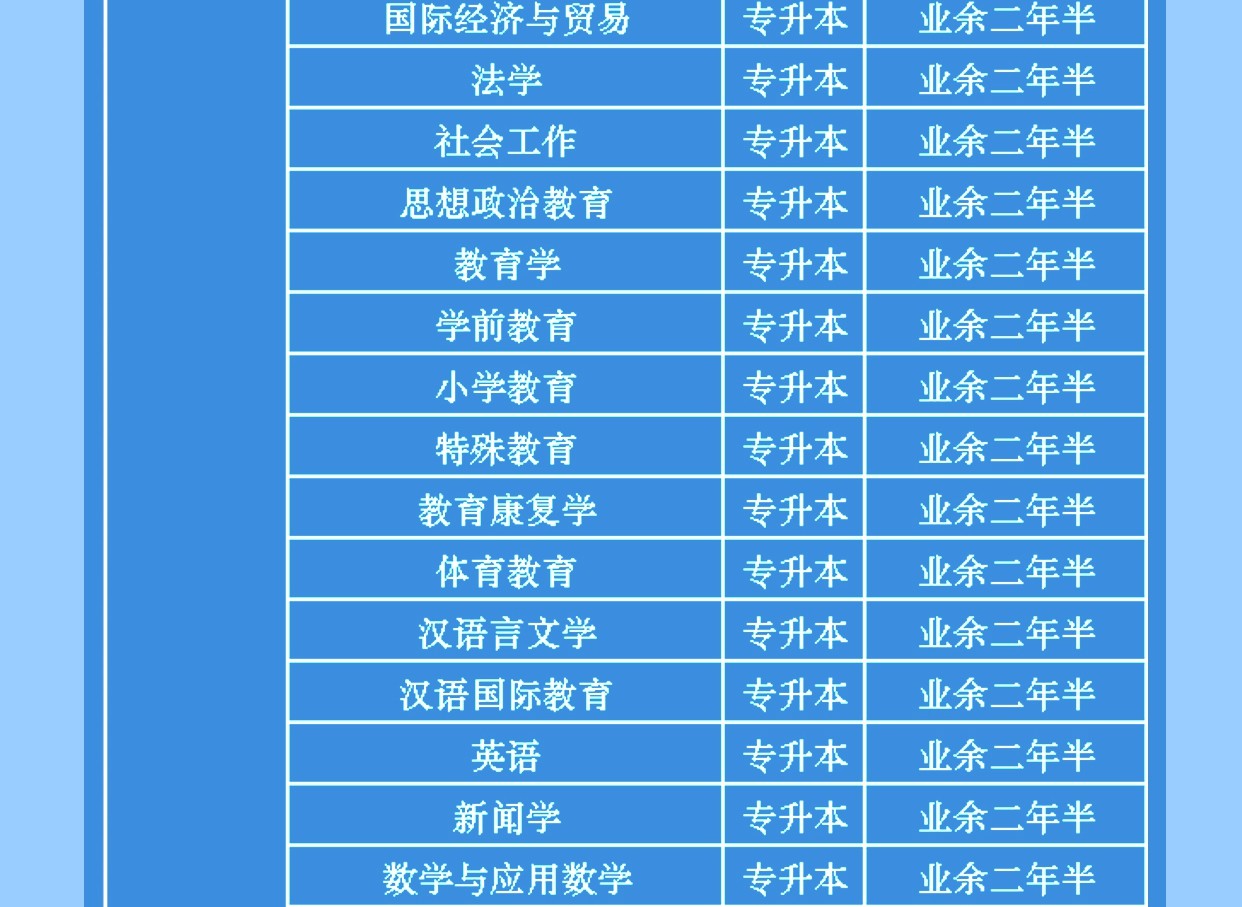 国际经济与贸易 专升本 业余二年半
法学 专升本 业余二年半
社会工作 专升本 业余二年半
思想政治教育 专升本 业余二年半
教育学 专升本 业余二年半
学前教育 专升本 业余二年半
小学教育 专升本 业余二年半
特殊教育 专升本 业余二年半
教育康复学 专升本 业余二年半
体育教育 专升本 业余二年半
汉语言文学 专升本 业余二年半
汉语国际教育 专升本 业余二年半
英语 专升本 业余二年半
新闻学 专升本 业余二年半
数学与应用数学 专升本 业余二年半